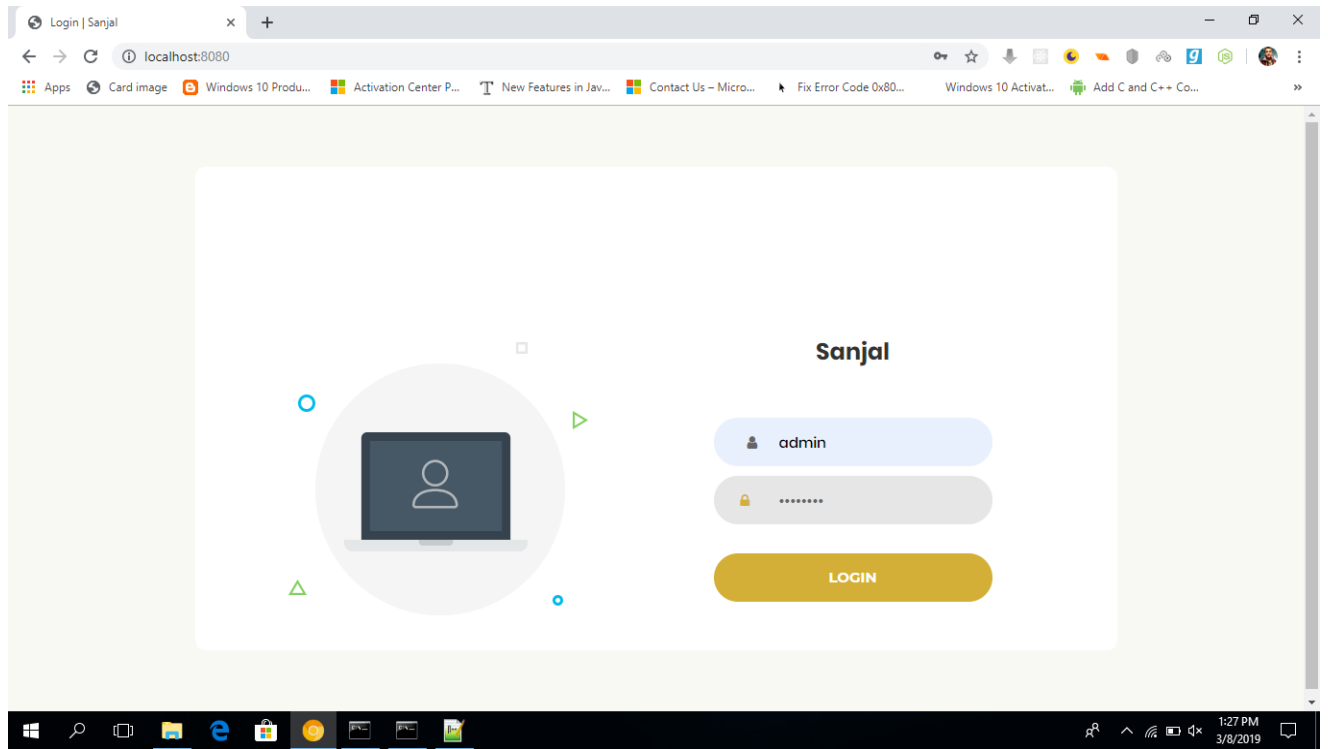 Login | Sanjal
localhost:8080
Apps Card image Windows 10 Produ... Activation Center P... New Features in Jav... Contact Us – Micro... Fix Error Code 0x80... Windows 10 Activat... Add C and C++ Co... »
Sanjal
admin
••••••••
LOGIN
1:27 PM
3/8/2019